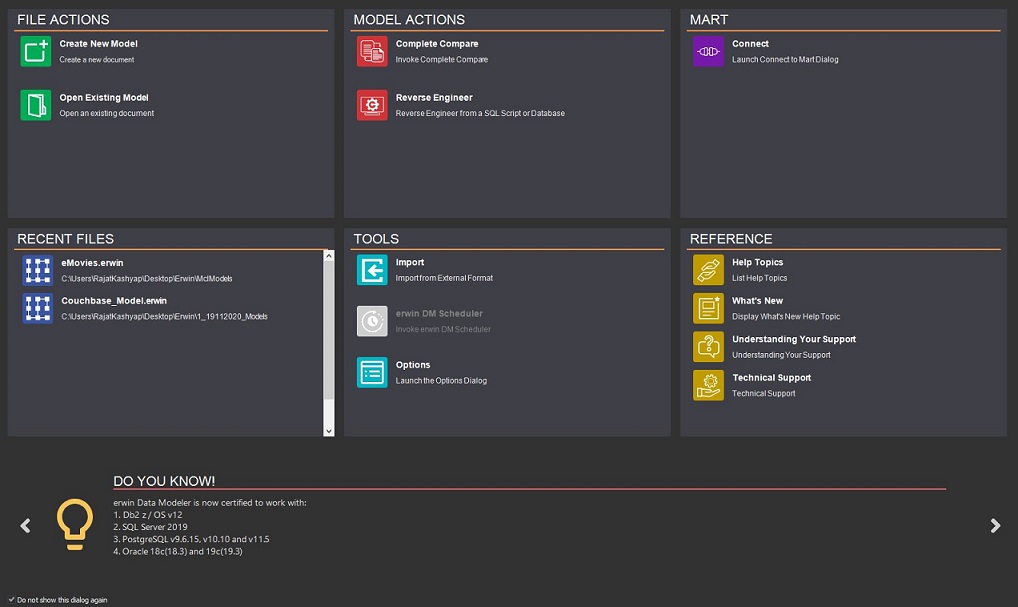 FILE ACTIONS
Create New Model
Create a new document
Open Existing Model
Open an existing document
MODEL ACTIONS
Complete Compare
Invoke Complete Compare
Reverse Engineer
Reverse Engineer from a SQL Script or Database
MART
Connect
Launch Connect to Mart Dialog
RECENT FILES
eMovies.erwin
C:\Users\RajatKashyap\Desktop\Erwin\MclModels
Couchbase_Model.erwin
C:\Users\RajatKashyap\Desktop\Erwin\1_19112020_Models
TOOLS
Import
Import from External Format
erwin DM Scheduler
Invoke erwin DM Scheduler
Options
Launch the Options Dialog
REFERENCE
Help Topics
List Help Topics
What's New
Display What's New Help Topic
Understanding Your Support
Understanding Your Support
Technical Support
Technical Support
DO YOU KNOW!
erwin Data Modeler is now certified to work with:
1. Db2 z / OS v12
2. SQL Server 2019
3. PostgreSQL v9.6.15, v10.10 and v11.5
4. Oracle 18c(18.3) and 19c(19.3)
Do not show this dialog again